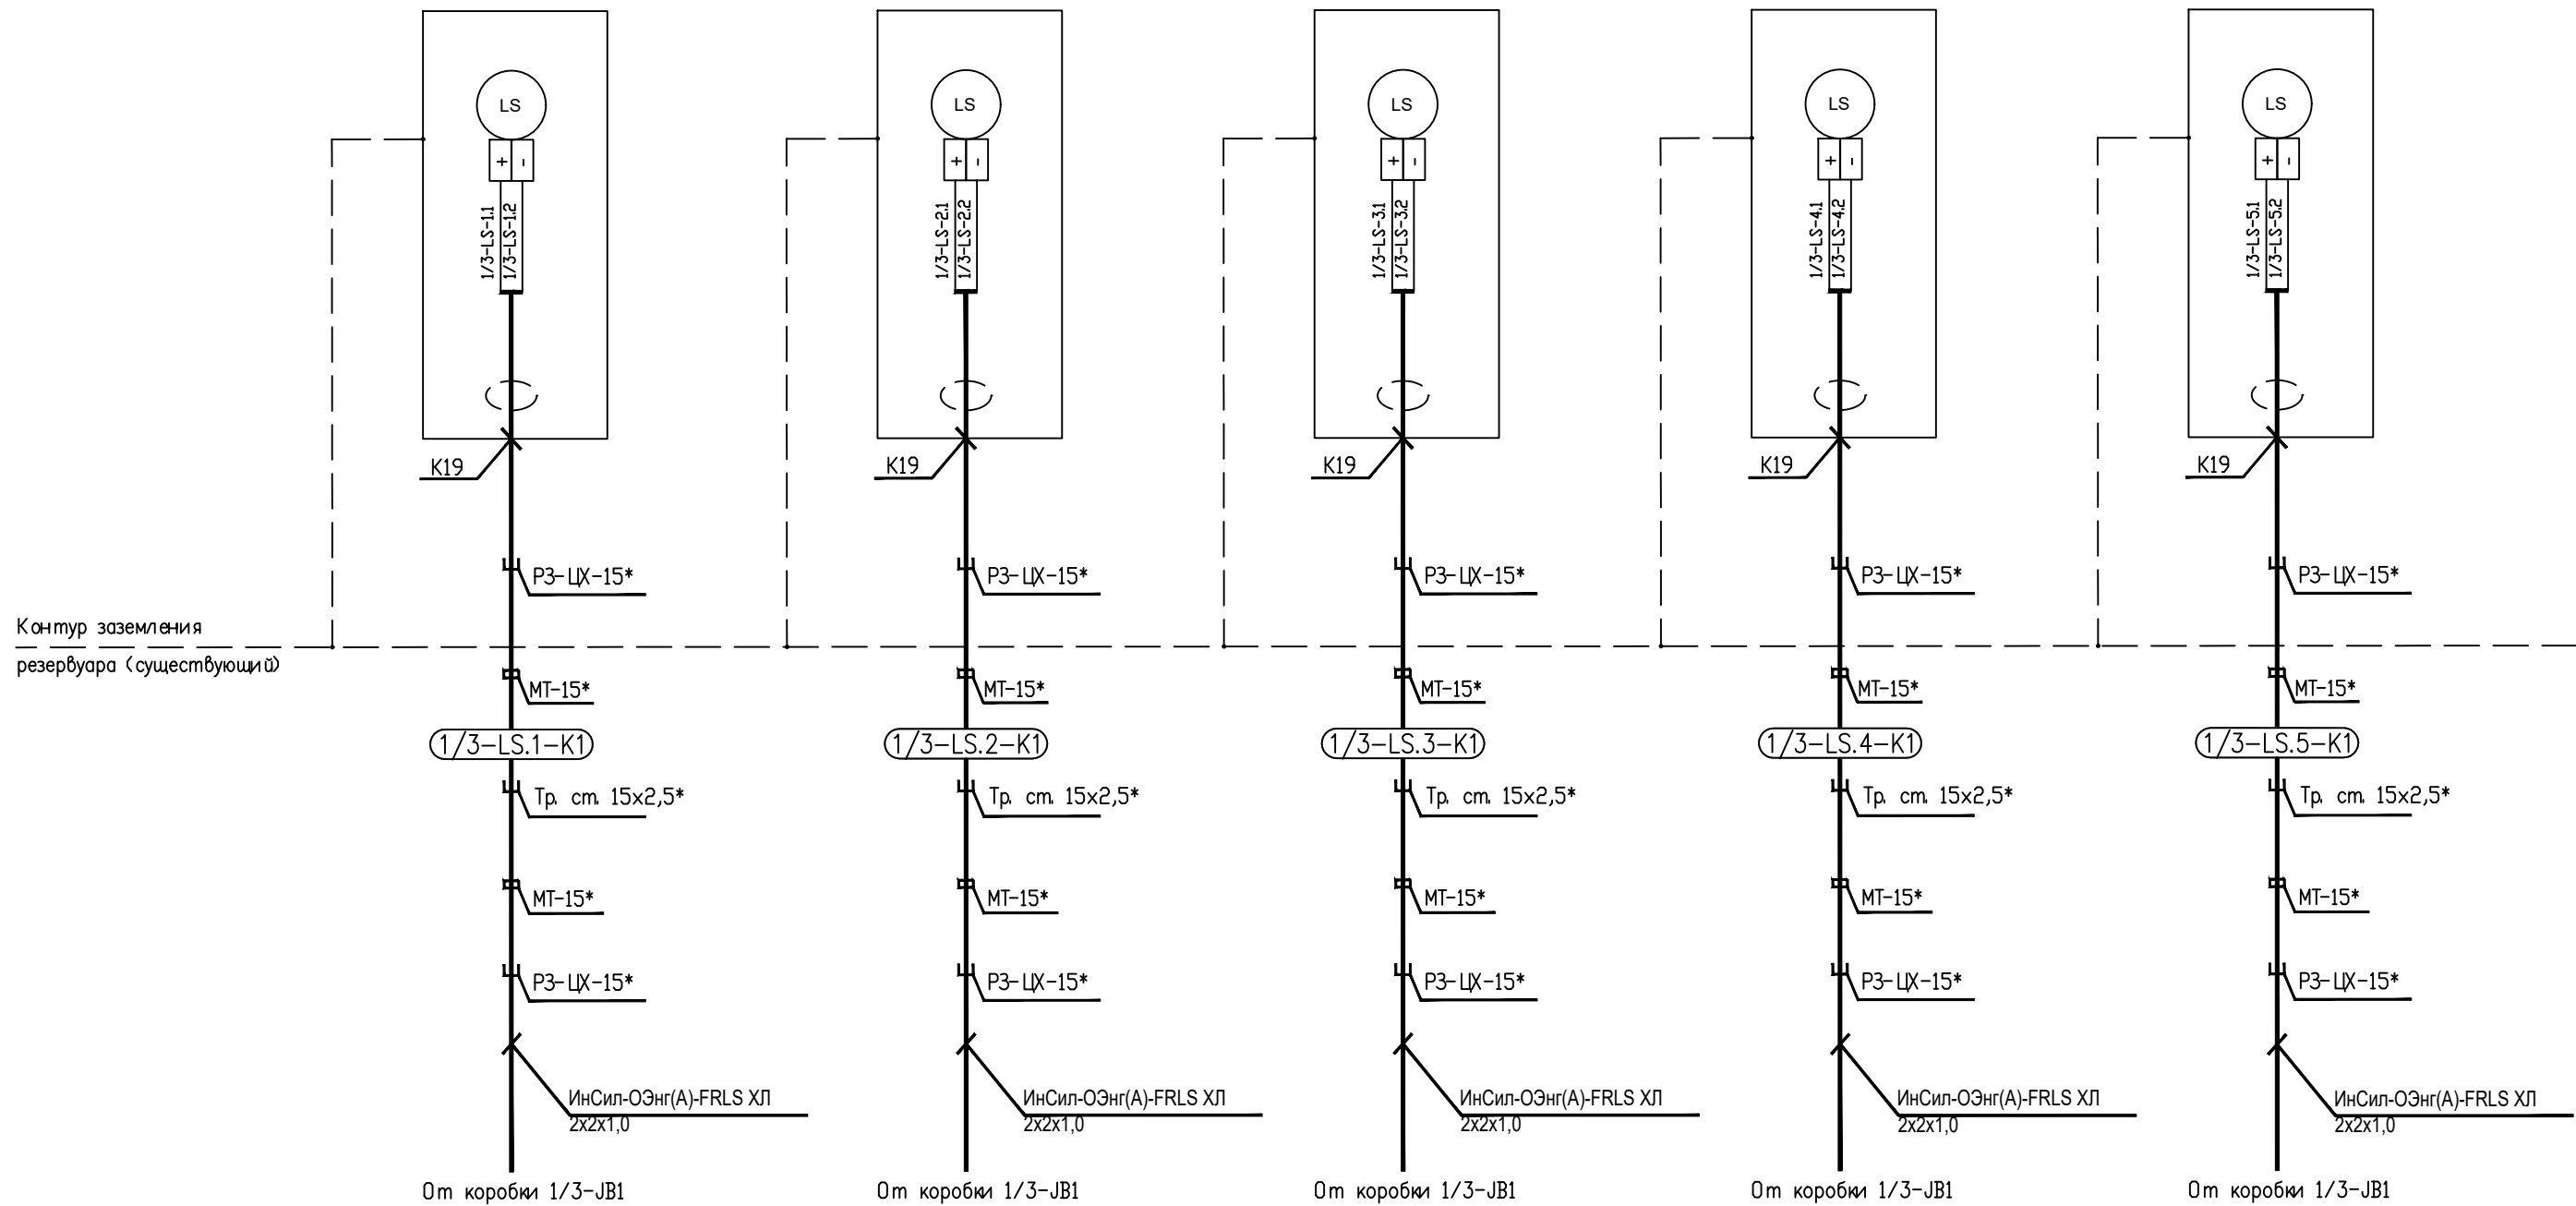 LS LS LS LS LS
+ - + - + - + - + -
1/3-LS-1.1 1/3-LS-1.2 1/3-LS-2.1 1/3-LS-2.2 1/3-LS-3.1 1/3-LS-3.2 1/3-LS-4.1 1/3-LS-4.2 1/3-LS-5.1 1/3-LS-5.2
К19 К19 К19 К19 К19
РЗ-ЦХ-15* РЗ-ЦХ-15* РЗ-ЦХ-15* РЗ-ЦХ-15* РЗ-ЦХ-15*
Контур заземления
резервуара (существующий)
МТ-15* МТ-15* МТ-15* МТ-15* МТ-15*
1/3-LS.1-K1 1/3-LS.2-K1 1/3-LS.3-K1 1/3-LS.4-K1 1/3-LS.5-K1
Тр. ст. 15х2,5* Тр. ст. 15х2,5* Тр. ст. 15х2,5* Тр. ст. 15х2,5* Тр. ст. 15х2,5*
МТ-15* МТ-15* МТ-15* МТ-15* МТ-15*
РЗ-ЦХ-15* РЗ-ЦХ-15* РЗ-ЦХ-15* РЗ-ЦХ-15* РЗ-ЦХ-15*
ИнСил-ОЭнг(А)-FRLS ХЛ ИнСил-ОЭнг(А)-FRLS ХЛ ИнСил-ОЭнг(А)-FRLS ХЛ ИнСил-ОЭнг(А)-FRLS ХЛ ИнСил-ОЭнг(А)-FRLS ХЛ
2х2х1,0 2х2х1,0 2х2х1,0 2х2х1,0 2х2х1,0
От коробки 1/3-JB1 От коробки 1/3-JB1 От коробки 1/3-JB1 От коробки 1/3-JB1 От коробки 1/3-JB1